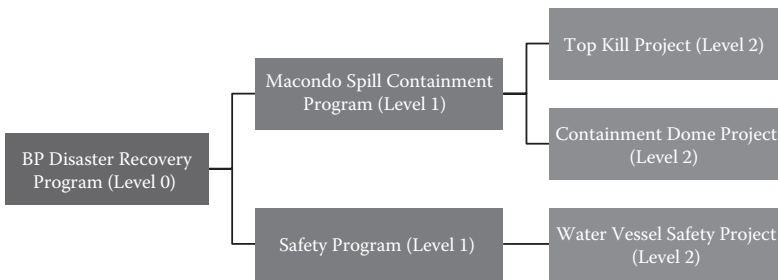 BP Disaster Recovery
Program (Level 0)
Macondo Spill Containment
Program (Level 1)
Safety Program (Level 1)
Top Kill Project (Level 2)
Containment Dome Project
(Level 2)
Water Vessel Safety Project
(Level 2)